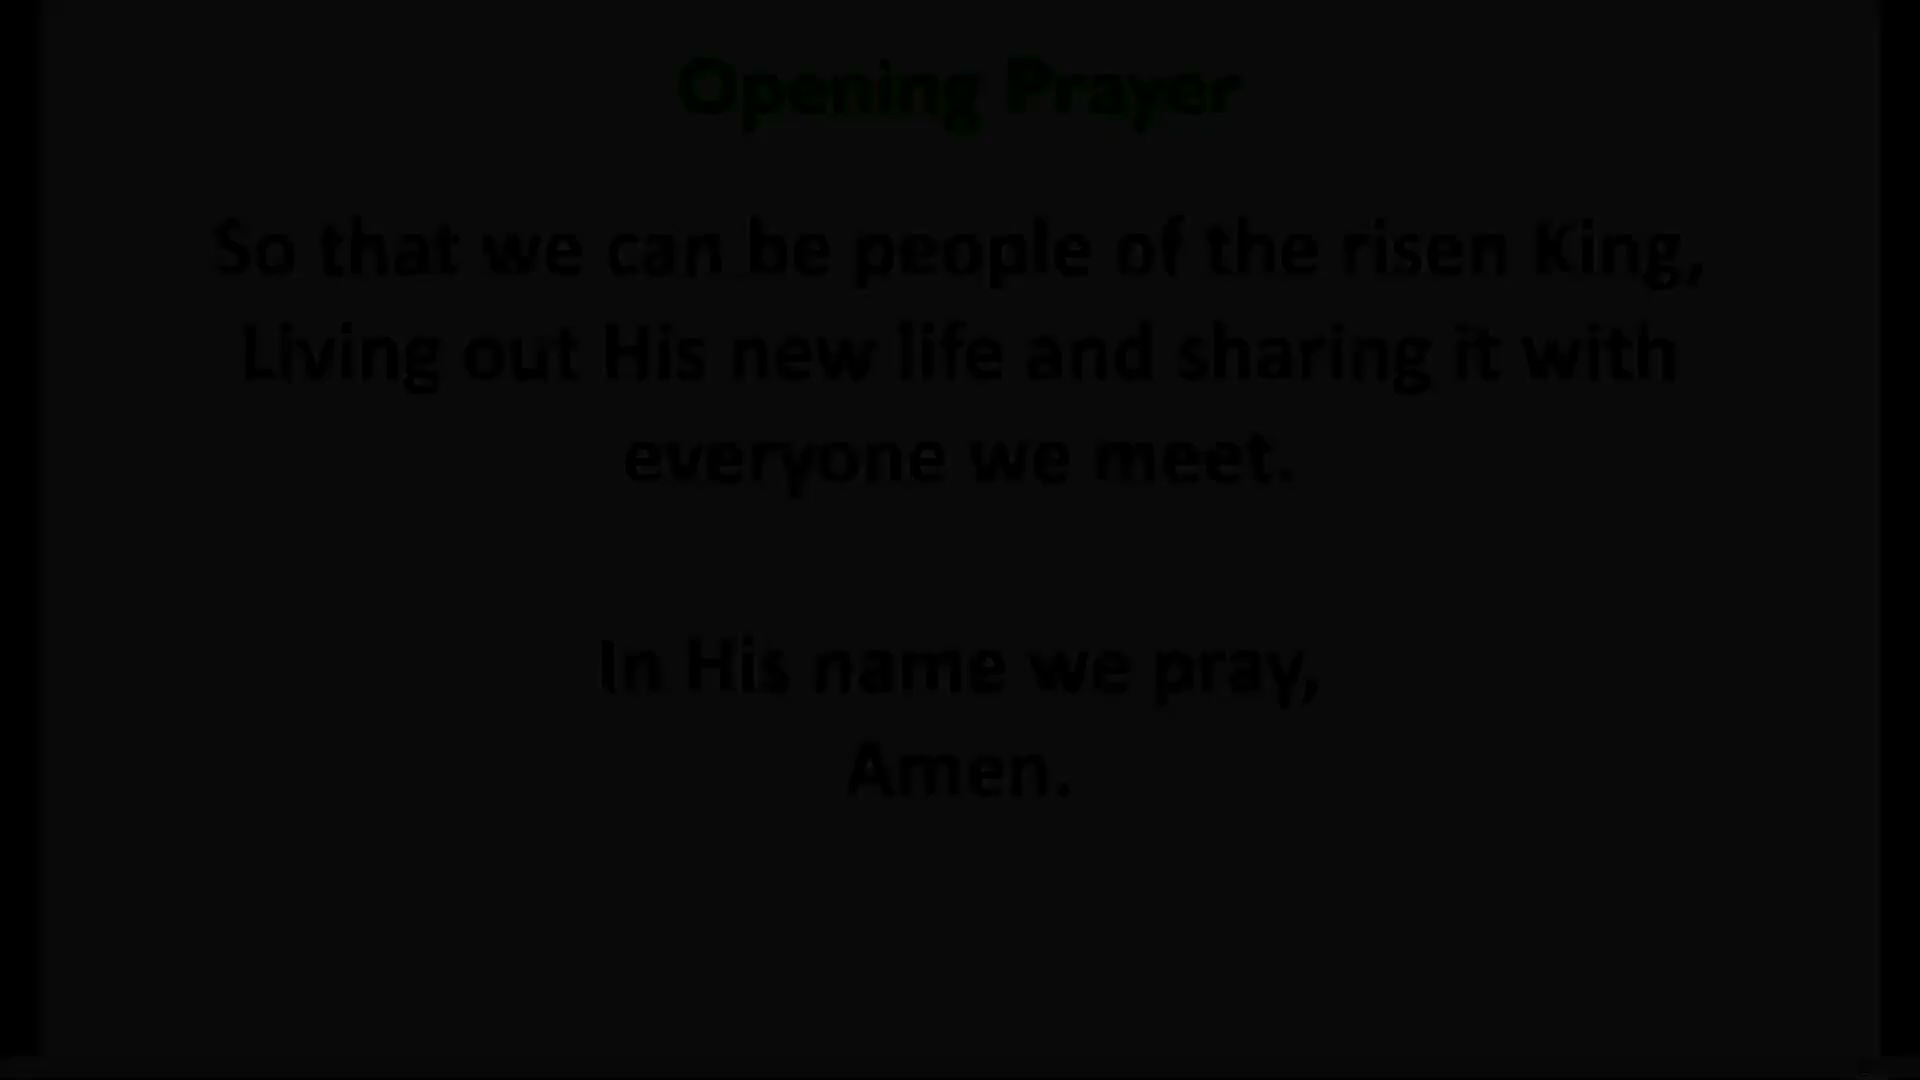 Opening Prayer
So that we can be people of the risen King,
Living out His new life and sharing it with
everyone we meet.
In His name we pray,
Amen.